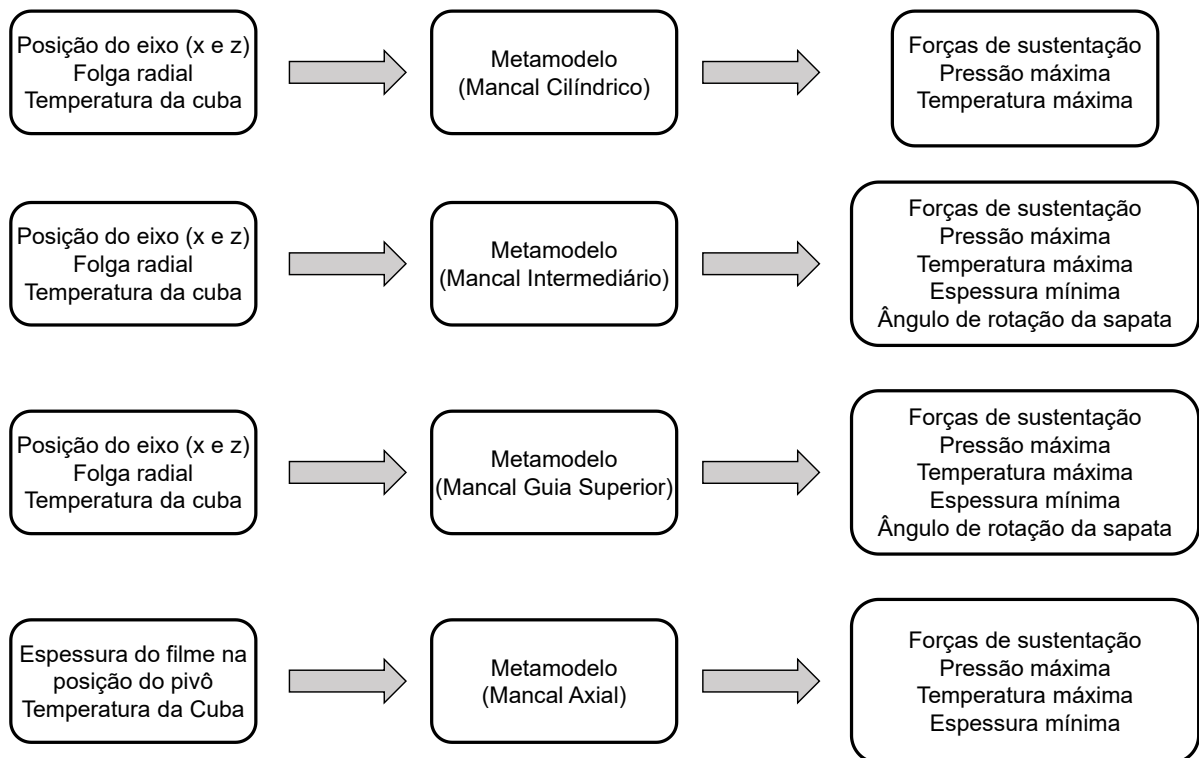 Posição do eixo (x e z)
Folga radial
Temperatura da cuba
Metamodelo
(Mancal Cilíndrico)
Forças de sustentação
Pressão máxima
Temperatura máxima
Posição do eixo (x e z)
Folga radial
Temperatura da cuba
Metamodelo
(Mancal Intermediário)
Forças de sustentação
Pressão máxima
Temperatura máxima
Espessura mínima
Ângulo de rotação da sapata
Posição do eixo (x e z)
Folga radial
Temperatura da cuba
Metamodelo
(Mancal Guia Superior)
Forças de sustentação
Pressão máxima
Temperatura máxima
Espessura mínima
Ângulo de rotação da sapata
Espessura do filme na
posição do pivô
Temperatura da Cuba
Metamodelo
(Mancal Axial)
Forças de sustentação
Pressão máxima
Temperatura máxima
Espessura mínima